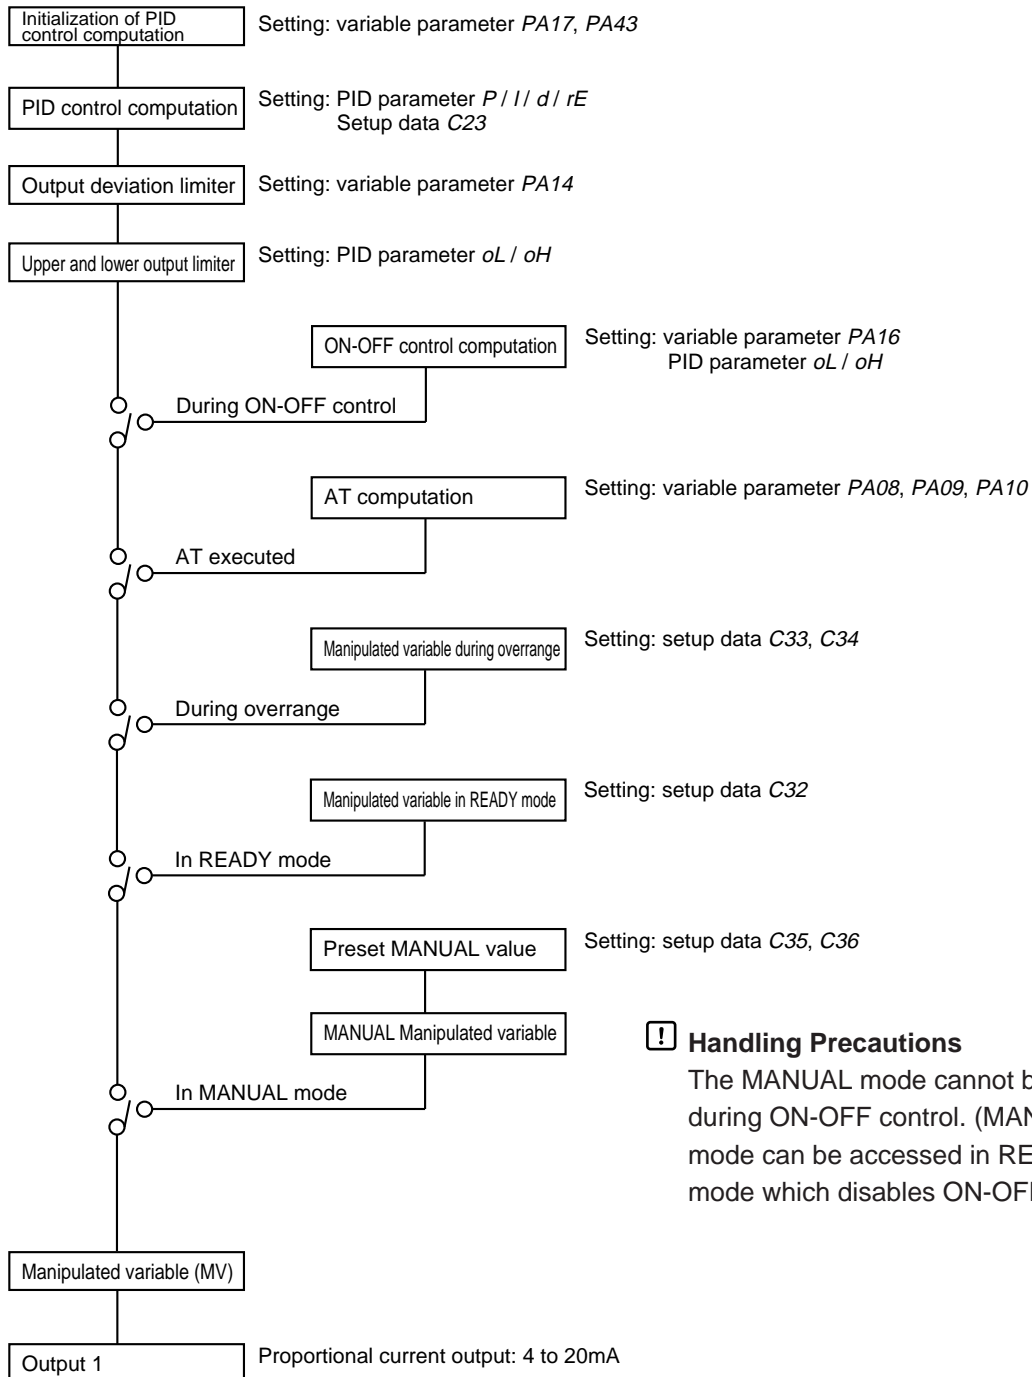 Initialization of PID
control computation
Setting: variable parameter PA17, PA43
PID control computation
Setting: PID parameter P / I / d / rE
Setup data C23
Output deviation limiter
Setting: variable parameter PA14
Upper and lower output limiter
Setting: PID parameter oL / oH
ON-OFF control computation
Setting: variable parameter PA16
PID parameter oL / oH
During ON-OFF control
AT computation
Setting: variable parameter PA08, PA09, PA10
AT executed
Manipulated variable during overrange
Setting: setup data C33, C34
During overrange
Manipulated variable in READY mode
Setting: setup data C32
In READY mode
Preset MANUAL value
Setting: setup data C35, C36
MANUAL Manipulated variable
In MANUAL mode
! Handling Precautions
The MANUAL mode cannot b
during ON-OFF control. (MAN
mode can be accessed in RE
mode which disables ON-OF
Manipulated variable (MV)
Output 1
Proportional current output: 4 to 20mA